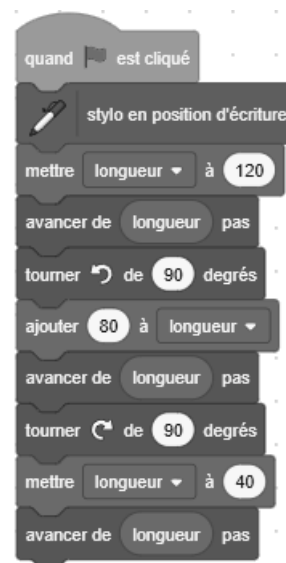 quand est cliqué
stylo en position d'écriture
mettre longueur à 120
avancer de longueur pas
tourner de 90 degrés
ajouter 80 à longueur
avancer de longueur pas
tourner de 90 degrés
mettre longueur à 40
avancer de longueur pas